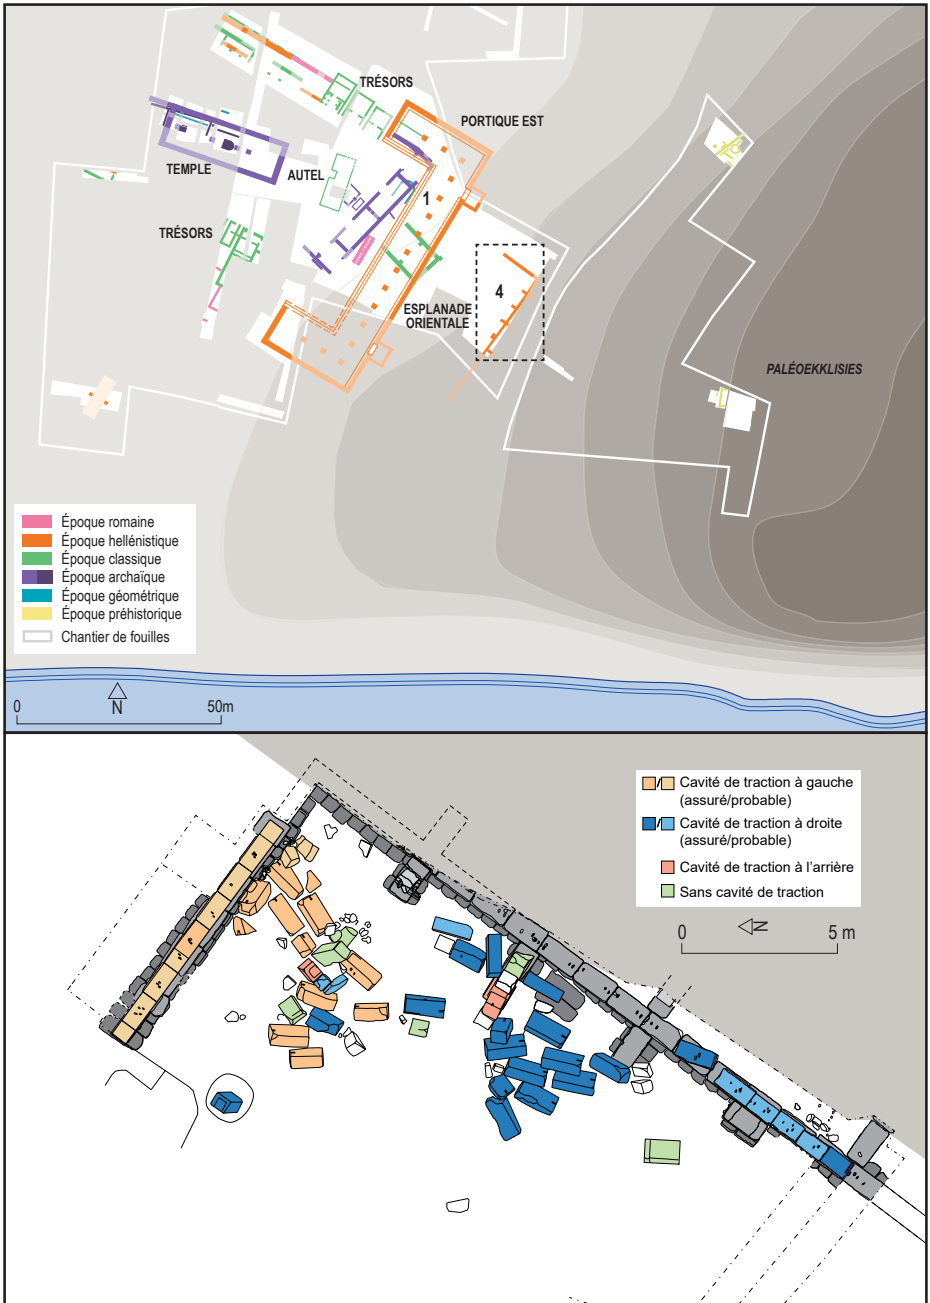 TRÉSORS
PORTIQUE EST
TEMPLE
AUTEL
1
TRÉSORS
4
ESPLANADE
ORIENTALE
PALÉOEKKLISIES
Époque romaine
Époque hellénistique
Époque classique
Époque archaïque
Époque géométrique
Époque préhistorique
Chantier de fouilles
0
N
50m
Cavité de traction à gauche
(assuré/probable)
Cavité de traction à droite
(assuré/probable)
Cavité de traction à l'arrière
Sans cavité de traction
0
N
5 m